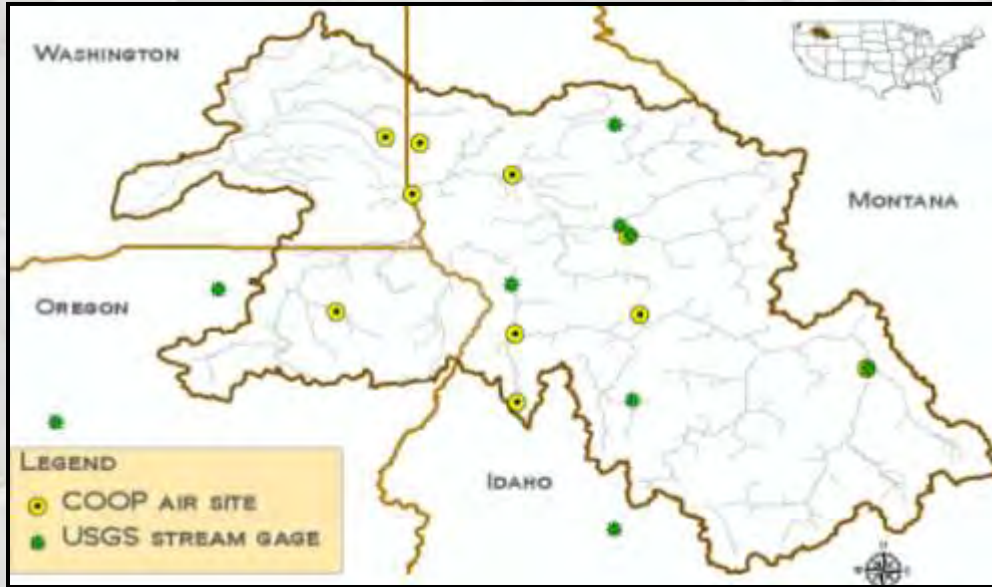 WASHINGTON
MONTANA
OREGON
IDAHO
LEGEND
COOP AIR SITE
USGS STREAM GAGE